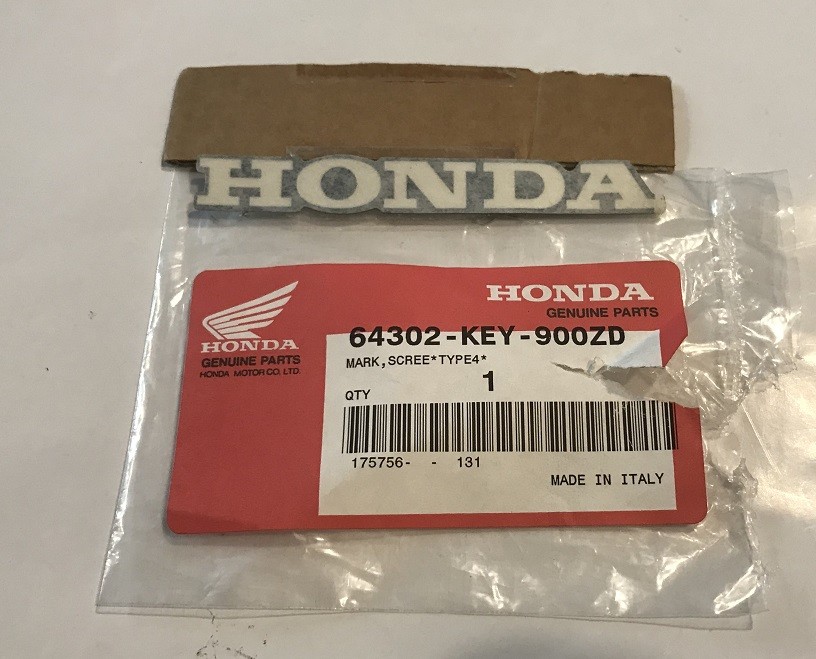 HONDA
HONDA
GENUINE PARTS
HONDA
GENUINE PARTS
HONDA MOTOR CO., LTD.
64302-KEY-900ZD
MARK,SCREE*TYPE4*
QTY
1
175756- - 131
MADE IN ITALY